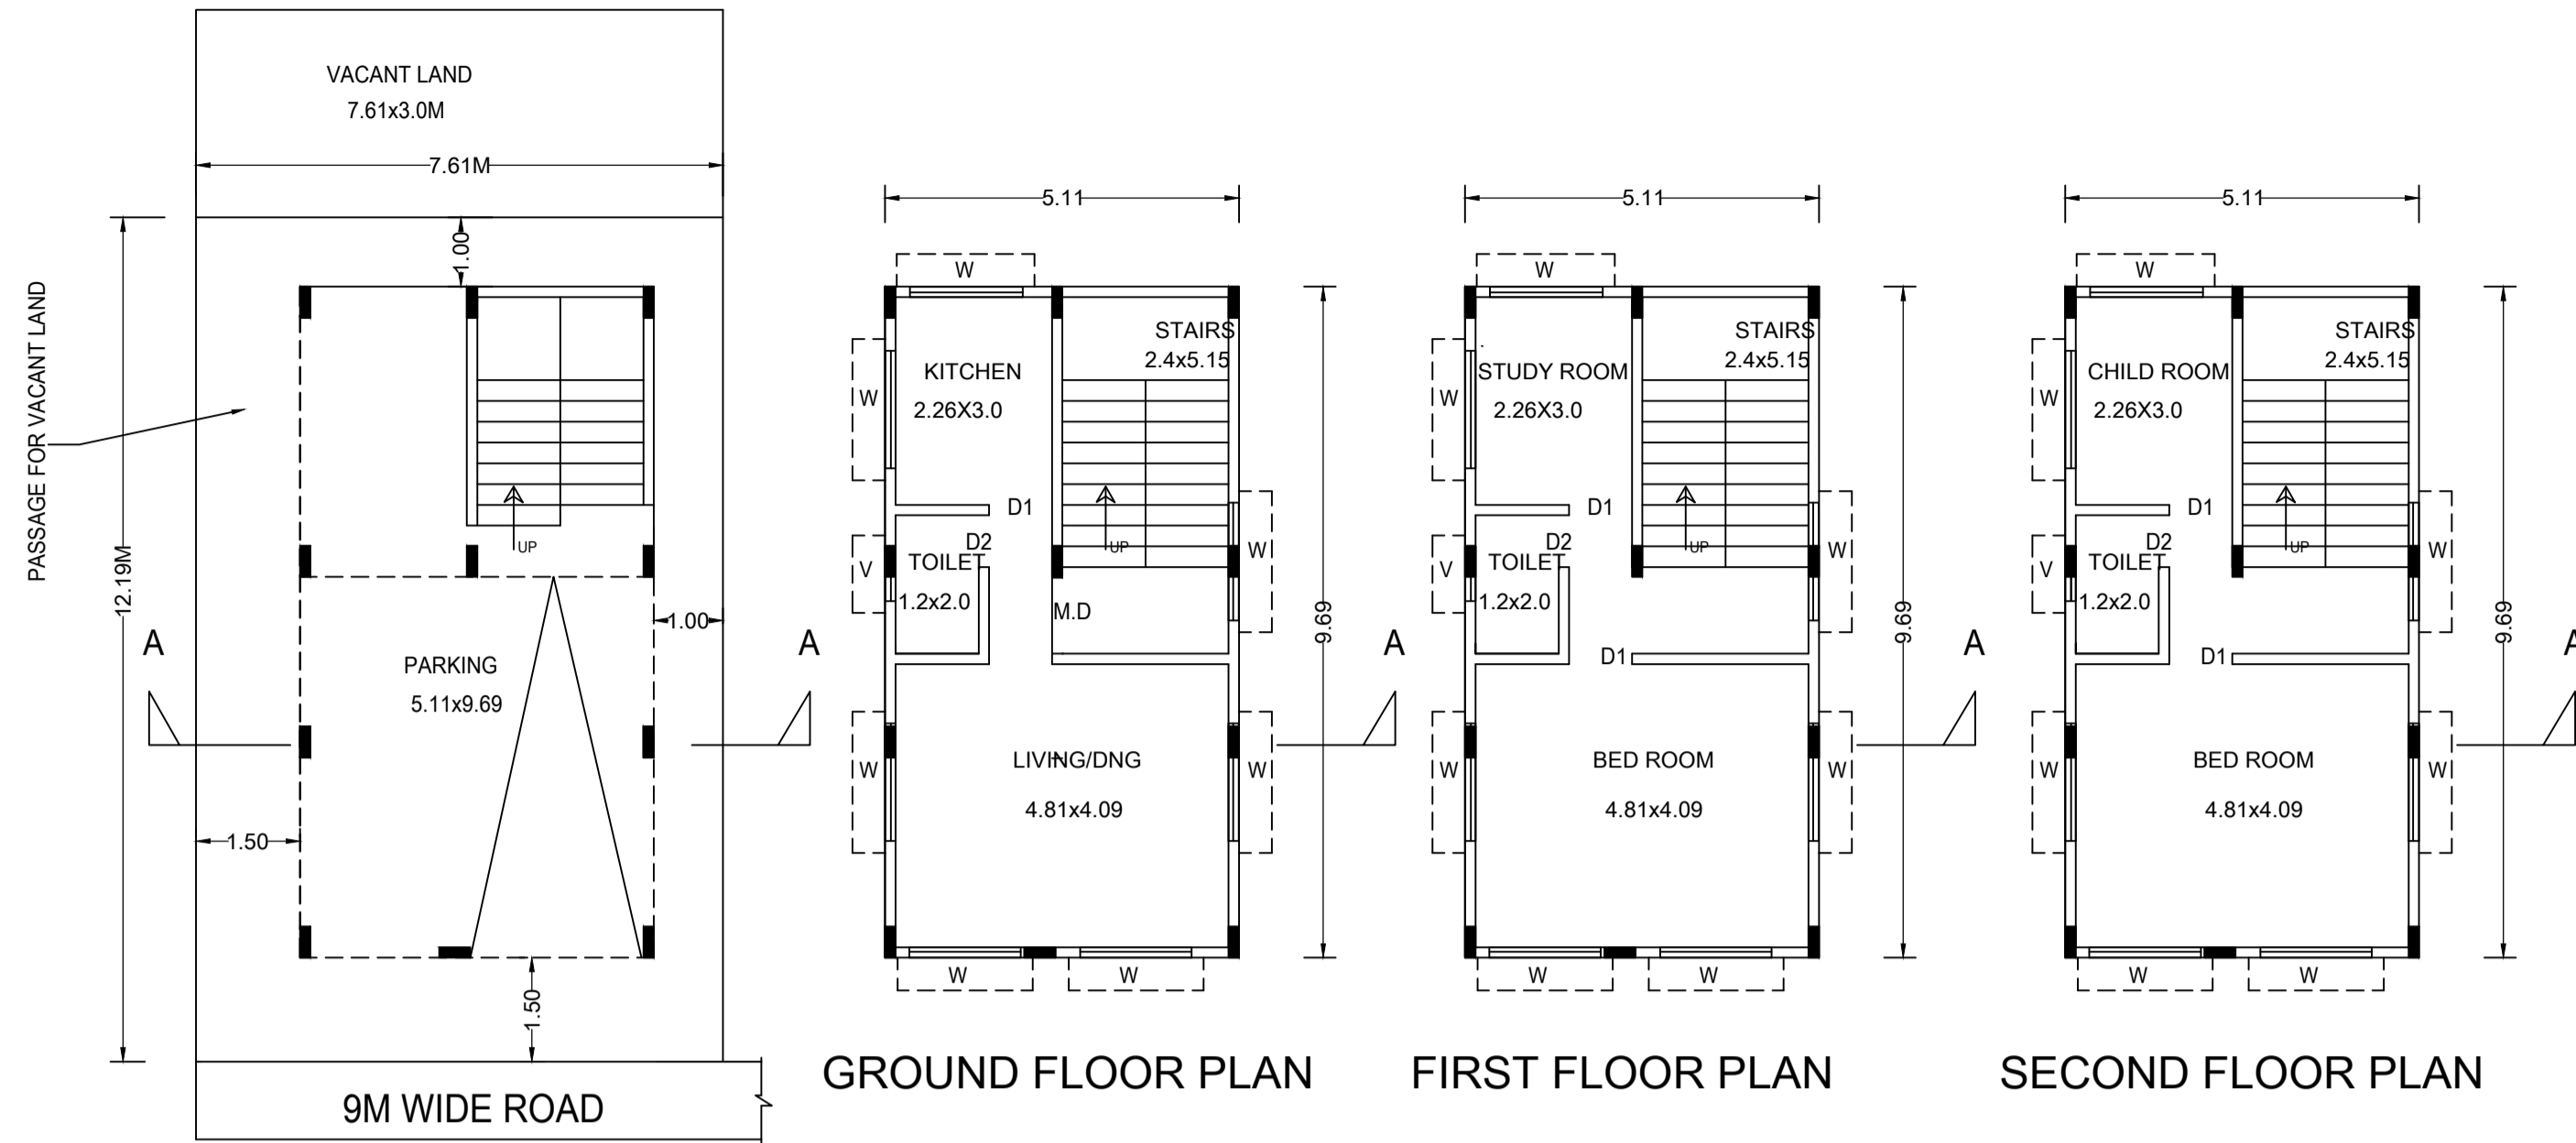 VACANT LAND
7.61x3.0M
7.61M
1.00
PASSAGE FOR VACANT LAND
12.19M
UP
1.00
A
A
PARKING
5.11x9.69
1.50
1.50
9M WIDE ROAD
5.11
W
STAIRS
2.4x5.15
KITCHEN
2.26X3.0
W
D1
D2
UP
W
V
TOILET
1.2x2.0
M.D
9.69
A
LIVING/DNG
W
W
4.81x4.09
W
W
GROUND FLOOR PLAN
5.11
W
STAIRS
2.4x5.15
STUDY ROOM
2.26X3.0
W
D1
D2
UP
W
V
TOILET
1.2x2.0
9.69
D1
A
BED ROOM
W
W
4.81x4.09
W
W
FIRST FLOOR PLAN
5.11
W
STAIRS
2.4x5.15
CHILD ROOM
2.26X3.0
W
D1
D2
UP
W
V
TOILET
1.2x2.0
9.69
D1
A
BED ROOM
W
W
4.81x4.09
W
W
SECOND FLOOR PLAN